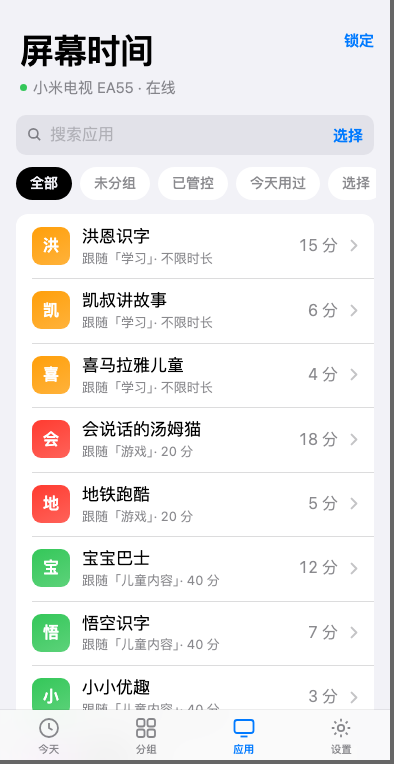 屏幕时间
锁定
小米电视 EA55 · 在线
搜索应用
选择
全部
未分组
已管控
今天用过
选择
洪
洪恩识字
跟随「学习」· 不限时长
15 分
凯
凯叔讲故事
跟随「学习」· 不限时长
6 分
喜
喜马拉雅儿童
跟随「学习」· 不限时长
4 分
会
会说话的汤姆猫
跟随「游戏」· 20 分
18 分
地
地铁跑酷
跟随「游戏」· 20 分
5 分
宝
宝宝巴士
跟随「儿童内容」· 40 分
12 分
悟
悟空识字
跟随「儿童内容」· 40 分
7 分
小
小小优趣
跟随「儿童内容」· 40 分
3 分
今天
分组
应用
设置